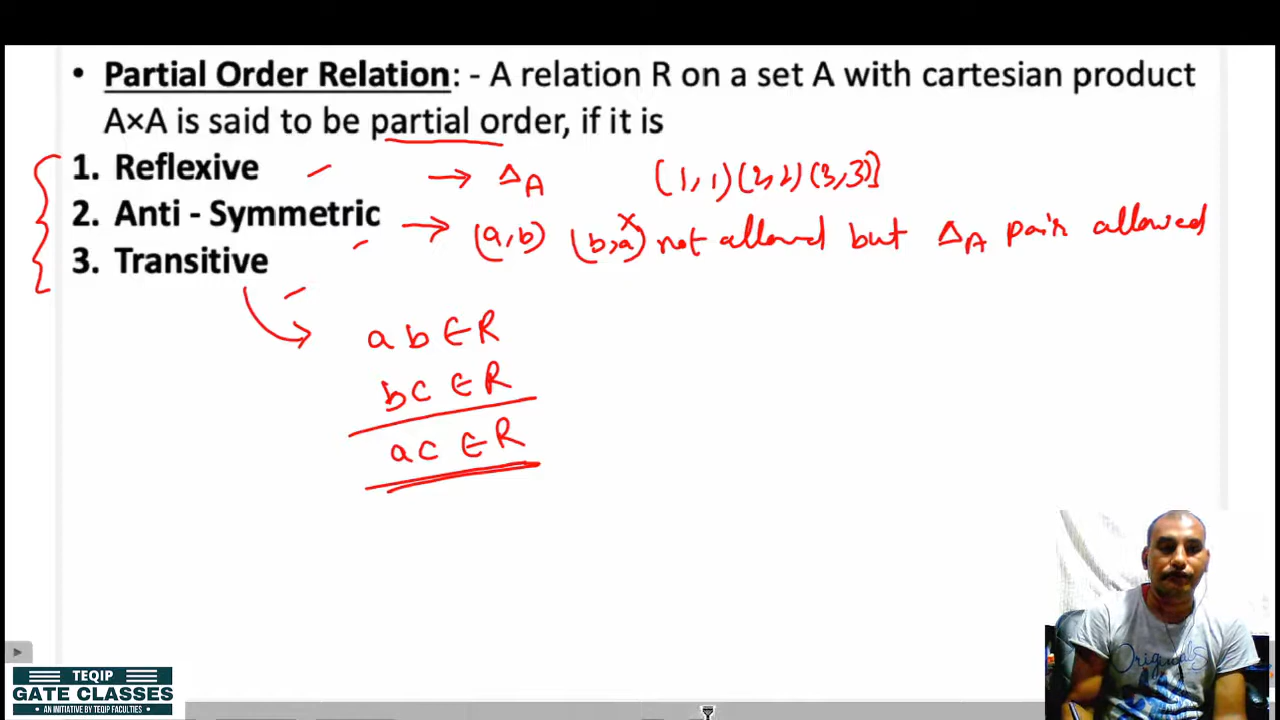 • Partial Order Relation: - A relation R on a set A with cartesian product
A×A is said to be partial order, if it is
1. Reflexive → ΔA (1,1)(2,2)(3,3)]
2. Anti - Symmetric → (a,b) (b,a) not allowed but ΔA pair allowed
3. Transitive
a b ∈ R
b c ∈ R
a c ∈ R
Originals
TEQIP
GATE CLASSES
AN INITIATIVE BY TEQIP FACULTIES